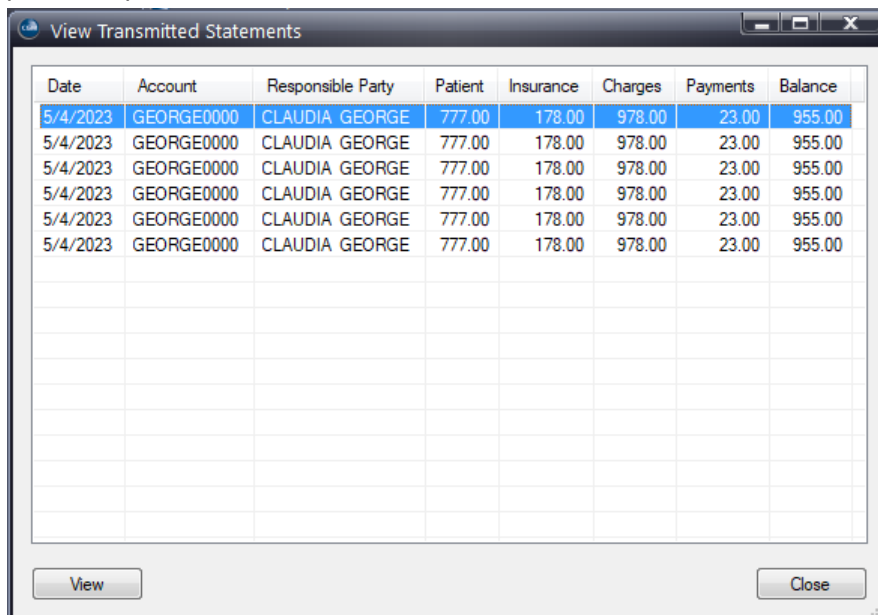 View Transmitted Statements
Date Account Responsible Party Patient Insurance Charges Payments Balance
5/4/2023 GEORGE0000 CLAUDIA GEORGE 777.00 178.00 978.00 23.00 955.00
5/4/2023 GEORGE0000 CLAUDIA GEORGE 777.00 178.00 978.00 23.00 955.00
5/4/2023 GEORGE0000 CLAUDIA GEORGE 777.00 178.00 978.00 23.00 955.00
5/4/2023 GEORGE0000 CLAUDIA GEORGE 777.00 178.00 978.00 23.00 955.00
5/4/2023 GEORGE0000 CLAUDIA GEORGE 777.00 178.00 978.00 23.00 955.00
5/4/2023 GEORGE0000 CLAUDIA GEORGE 777.00 178.00 978.00 23.00 955.00
View Close